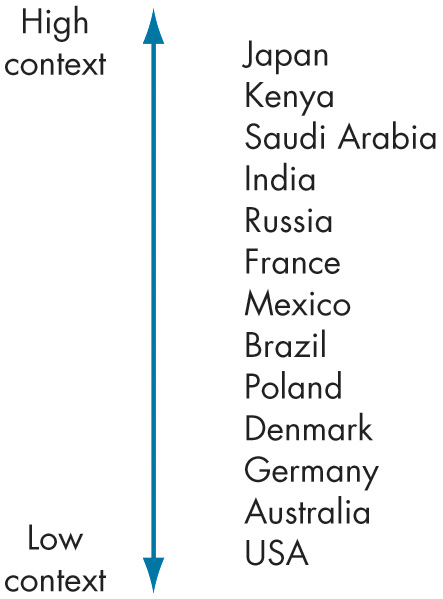 High
context
Japan
Kenya
Saudi Arabia
India
Russia
France
Mexico
Brazil
Poland
Denmark
Germany
Australia
USA
Low
context